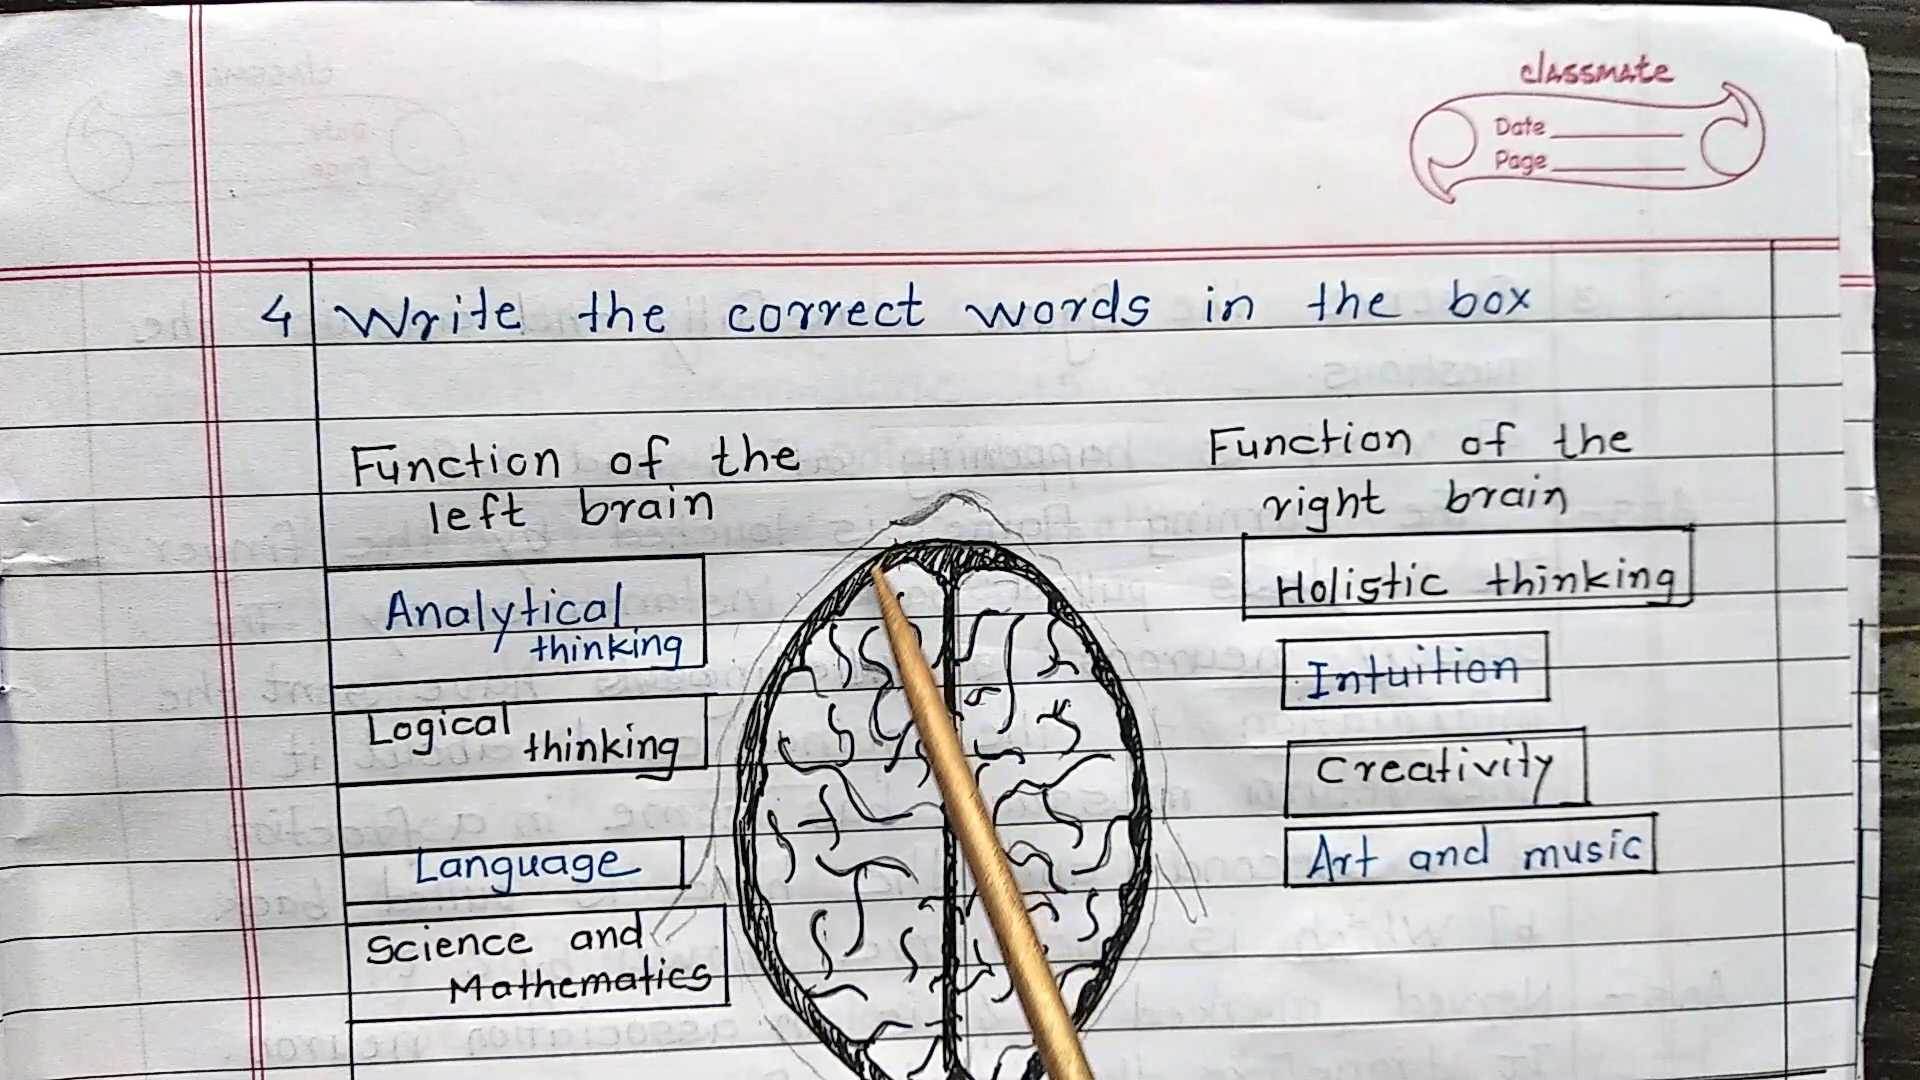 classmate
Date
Page
4 Write the correct words in the box
Function of the
left brain
Analytical
thinking
Logical
thinking
Language
Science and
Mathematics
Function of the
right brain
Holistic thinking
Intuition
Creativity
Art and music